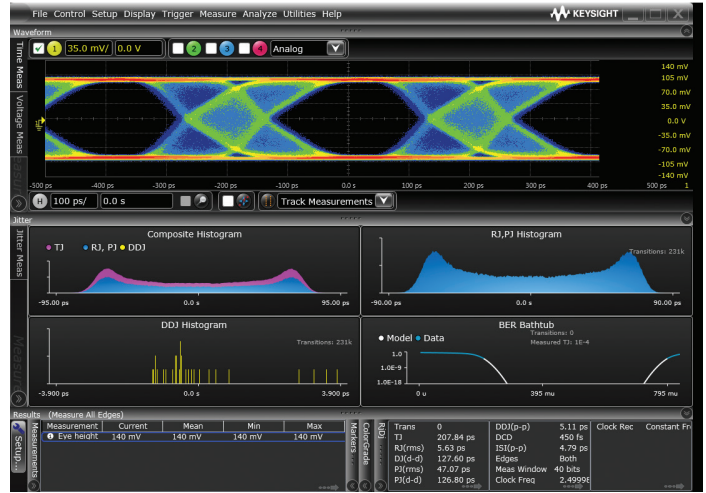 File Control Setup Display Trigger Measure Analyze Utilities Help
KEYSIGHT
Waveform
Time Meas
Voltage Meas
1 35.0 mV/ 0.0 V 2 3 4 Analog
140 mV
105 mV
70.0 mV
35.0 mV
0.0 V
-35.0 mV
-70.0 mV
-105 mV
-140 mV
-500 ps -400 ps -300 ps -200 ps -100 ps 0.0 s 100 ps 200 ps 300 ps 400 ps 500 ps 1
H 100 ps/ 0.0 s Track Measurements
Jitter
Jitter Meas
Measure
Composite Histogram
TJ RJ, PJ DDJ
-95.00 ps 0.0 s 95.00 ps
RJ,PJ Histogram
Transitions: 231k
-90.00 ps 0.0 s 90.00 ps
DDJ Histogram
Transitions: 231k
-3.900 ps 0.0 s 3.900 ps
BER Bathtub
Transitions: 0
Model Data
Measured TJ: 1E-4
1.0
1.0E-9
1.0E-18
0 u 395 mu 795 mu
Results (Measure All Edges)
Setup...
Measurements
Measurement Current Mean Min Max
1 Eye height 140 mV 140 mV 140 mV 140 mV
Markers
ColorGrade
RJDJ
Trans 0
TJ 207.84 ps
RJ(rms) 5.63 ps
DJ(d-d) 127.60 ps
PJ(rms) 47.07 ps
PJ(d-d) 126.80 ps
DDJ(p-p) 5.11 ps
DCD 450 fs
ISI(p-p) 4.79 ps
Edges Both
Meas Window 40 bits
Clock Freq 2.4999E
Clock Rec Constant Fr